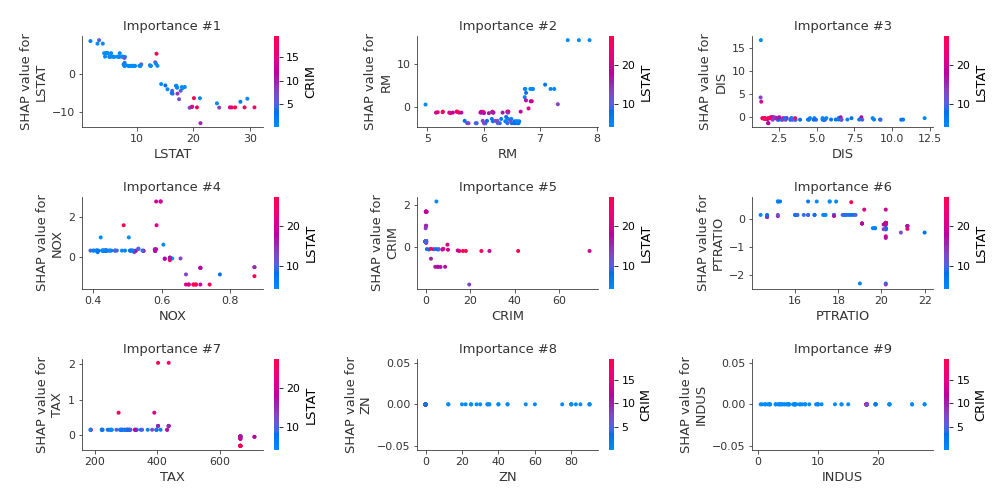 Importance #1
SHAP value for
LSTAT
0
−10
10
20
30
LSTAT
15
10
5
CRIM
Importance #2
SHAP value for
RM
10
0
5
6
7
8
RM
20
10
LSTAT
Importance #3
SHAP value for
DIS
15
10
5
0
2.5
5.0
7.5
10.0
12.5
DIS
20
10
LSTAT
Importance #4
SHAP value for
NOX
2
0
0.4
0.6
0.8
NOX
20
10
LSTAT
Importance #5
SHAP value for
CRIM
2
0
0
20
40
60
CRIM
20
10
LSTAT
Importance #6
SHAP value for
PTRATIO
0
−1
−2
16
18
20
22
PTRATIO
20
10
LSTAT
Importance #7
SHAP value for
TAX
2
1
0
200
400
600
TAX
20
10
LSTAT
Importance #8
SHAP value for
ZN
0.05
0.00
−0.05
0
20
40
60
80
ZN
15
10
5
CRIM
Importance #9
SHAP value for
INDUS
0.05
0.00
−0.05
0
10
20
INDUS
15
10
5
CRIM